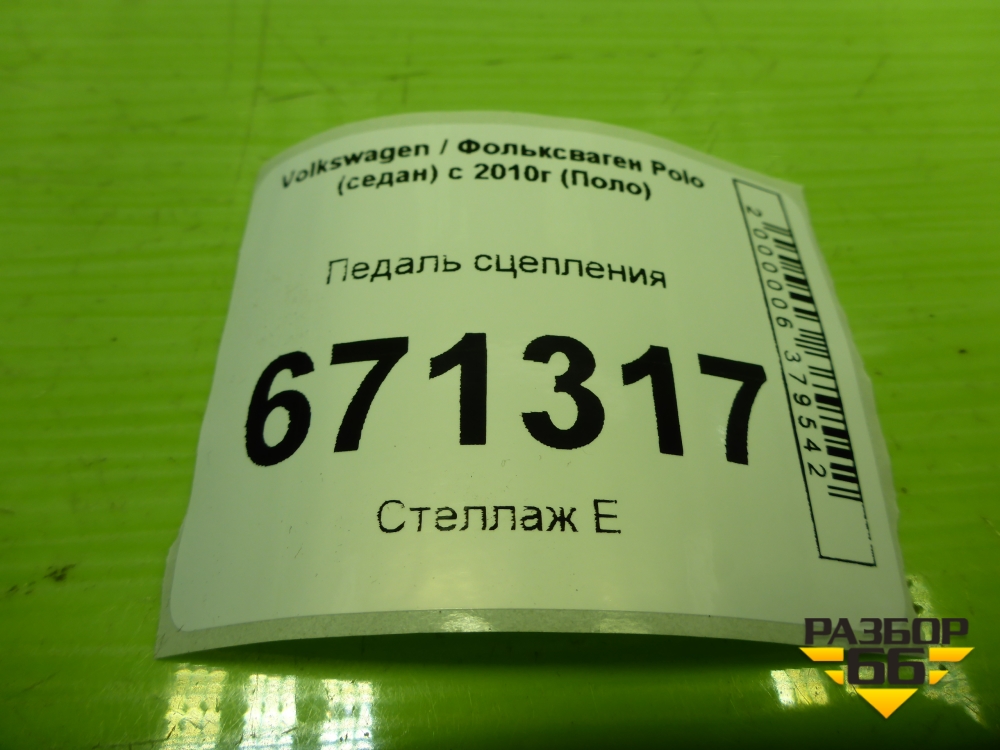 Volkswagen / Фольксваген Polo
(седан) с 2010г (Поло)
Педаль сцепления
671317
Стеллаж Е
2000006379542
РАЗБОР
66